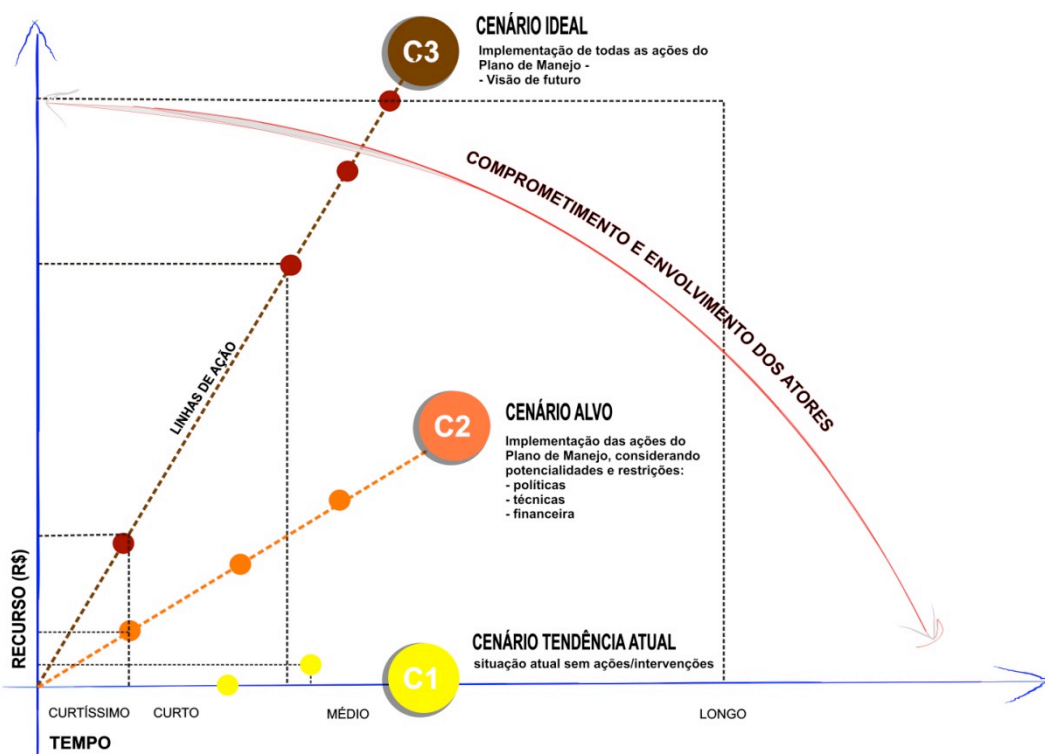 C3
CENÁRIO IDEAL
Implementação de todas as ações do
Plano de Manejo -
- Visão de futuro
COMPROMETIMENTO E ENVOLVIMENTO DOS ATORES
LINHAS DE AÇÃO
C2
CENÁRIO ALVO
Implementação das ações do
Plano de Manejo, considerando
potencialidades e restrições:
- políticas
- técnicas
- financeira
RECURSO (R$)
C1
CENÁRIO TENDÊNCIA ATUAL
situação atual sem ações/intervenções
CURTÍSSIMO CURTO MÉDIO LONGO
TEMPO